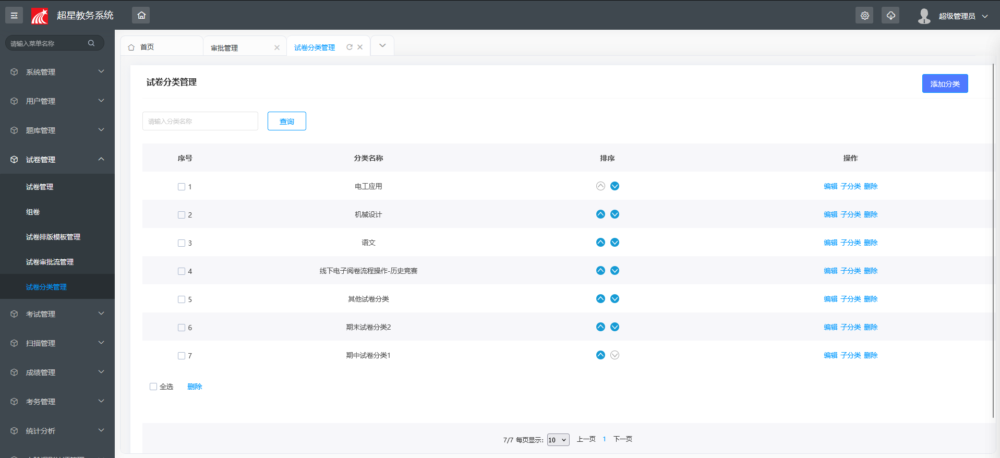 超星教务系统
超级管理员
请输入菜单名称
系统管理
用户管理
题库管理
试卷管理
试卷管理
组卷
试卷排版模板管理
试卷审批流管理
试卷分类管理
考试管理
扫描管理
成绩管理
考务管理
统计分析
首页
审批管理
试卷分类管理
试卷分类管理
添加分类
请输入分类名称
查询
序号 分类名称 排序 操作
1 电工应用 编辑 子分类 删除
2 机械设计 编辑 子分类 删除
3 语文 编辑 子分类 删除
4 线下电子阅卷流程操作-历史竞赛 编辑 子分类 删除
5 其他试卷分类 编辑 子分类 删除
6 期末试卷分类2 编辑 子分类 删除
7 期中试卷分类1 编辑 子分类 删除
全选 删除
7/7 每页显示: 10 上一页 1 下一页